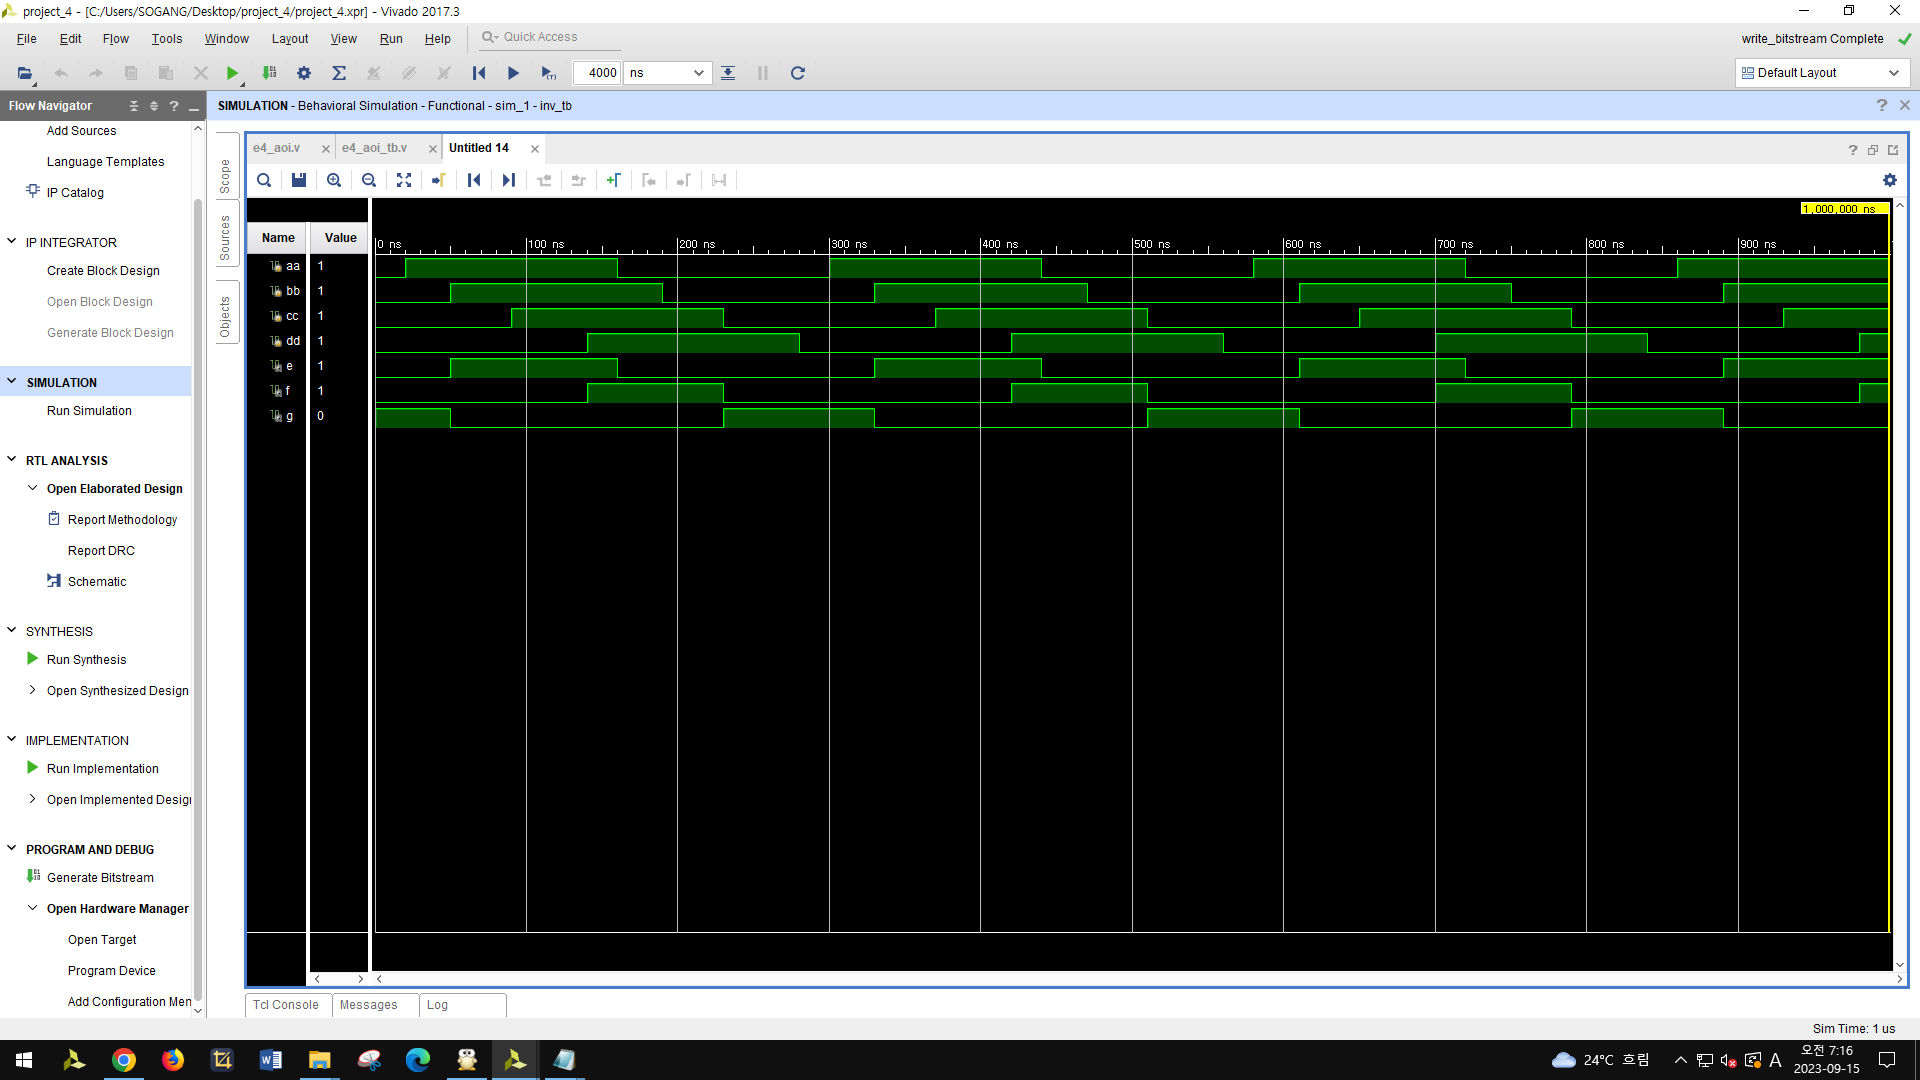 project_4 - [C:/Users/SOGANG/Desktop/project_4/project_4.xpr] - Vivado 2017.3
File Edit Flow Tools Window Layout View Run Help Quick Access
write_bitstream Complete
4000 ns
Default Layout
Flow Navigator
SIMULATION - Behavioral Simulation - Functional - sim_1 - inv_tb
Add Sources
Language Templates
IP Catalog
IP INTEGRATOR
Create Block Design
Open Block Design
Generate Block Design
SIMULATION
Run Simulation
RTL ANALYSIS
Open Elaborated Design
Report Methodology
Report DRC
Schematic
SYNTHESIS
Run Synthesis
Open Synthesized Design
IMPLEMENTATION
Run Implementation
Open Implemented Design
PROGRAM AND DEBUG
Generate Bitstream
Open Hardware Manager
Open Target
Program Device
Add Configuration Mem
Scope
Sources
Objects
e4_aoi.v
e4_aoi_tb.v
Untitled 14
1,000,000 ns
Name Value
0 ns 100 ns 200 ns 300 ns 400 ns 500 ns 600 ns 700 ns 800 ns 900 ns
aa 1
bb 1
cc 1
dd 1
e 1
f 1
g 0
Tcl Console Messages Log
Sim Time: 1 us
24°C 흐림
A
오전 7:16
2023-09-15